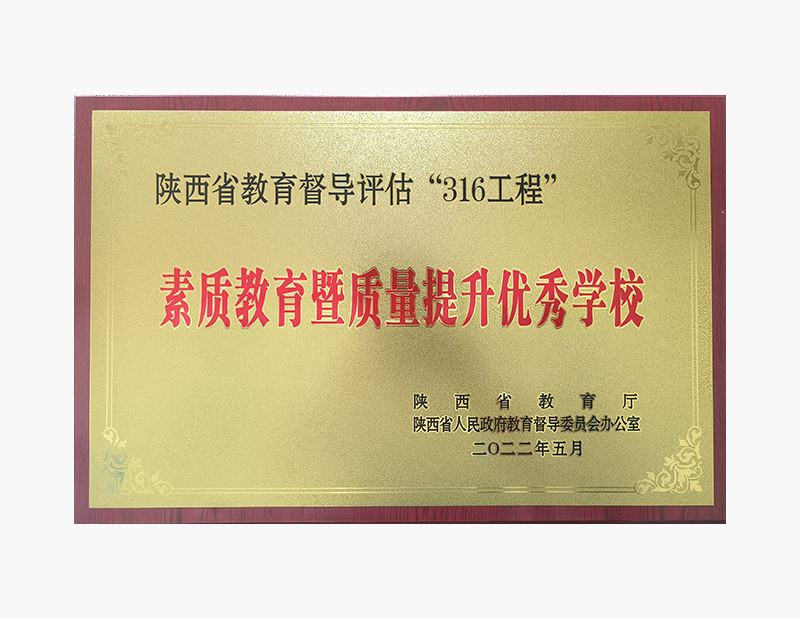 陕西省教育督导评估“316工程”
素质教育暨质量提升优秀学校
陕西省教育厅
陕西省人民政府教育督导委员会办公室
二〇二二年五月